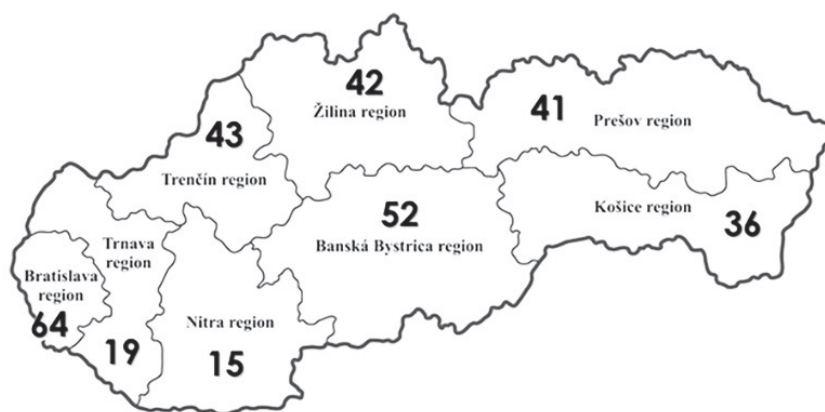 42
Žilina region
41
Prešov region
43
Trenčín region
52
Banská Bystrica region
Košice region
36
Trnava
region
Bratislava
region
64
19
Nitra region
15